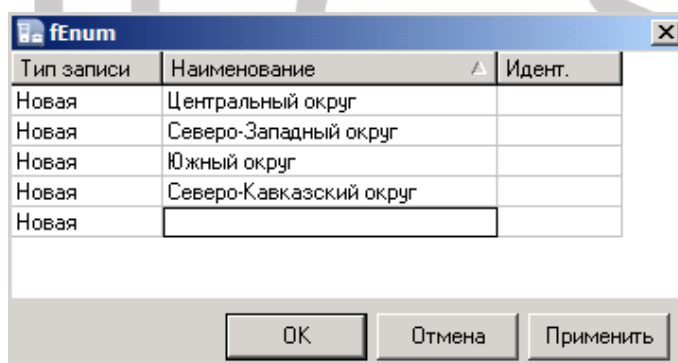 fEnum
Тип записи Наименование Идент.
Новая Центральный округ
Новая Северо-Западный округ
Новая Южный округ
Новая Северо-Кавказский округ
Новая
OK Отмена Применить